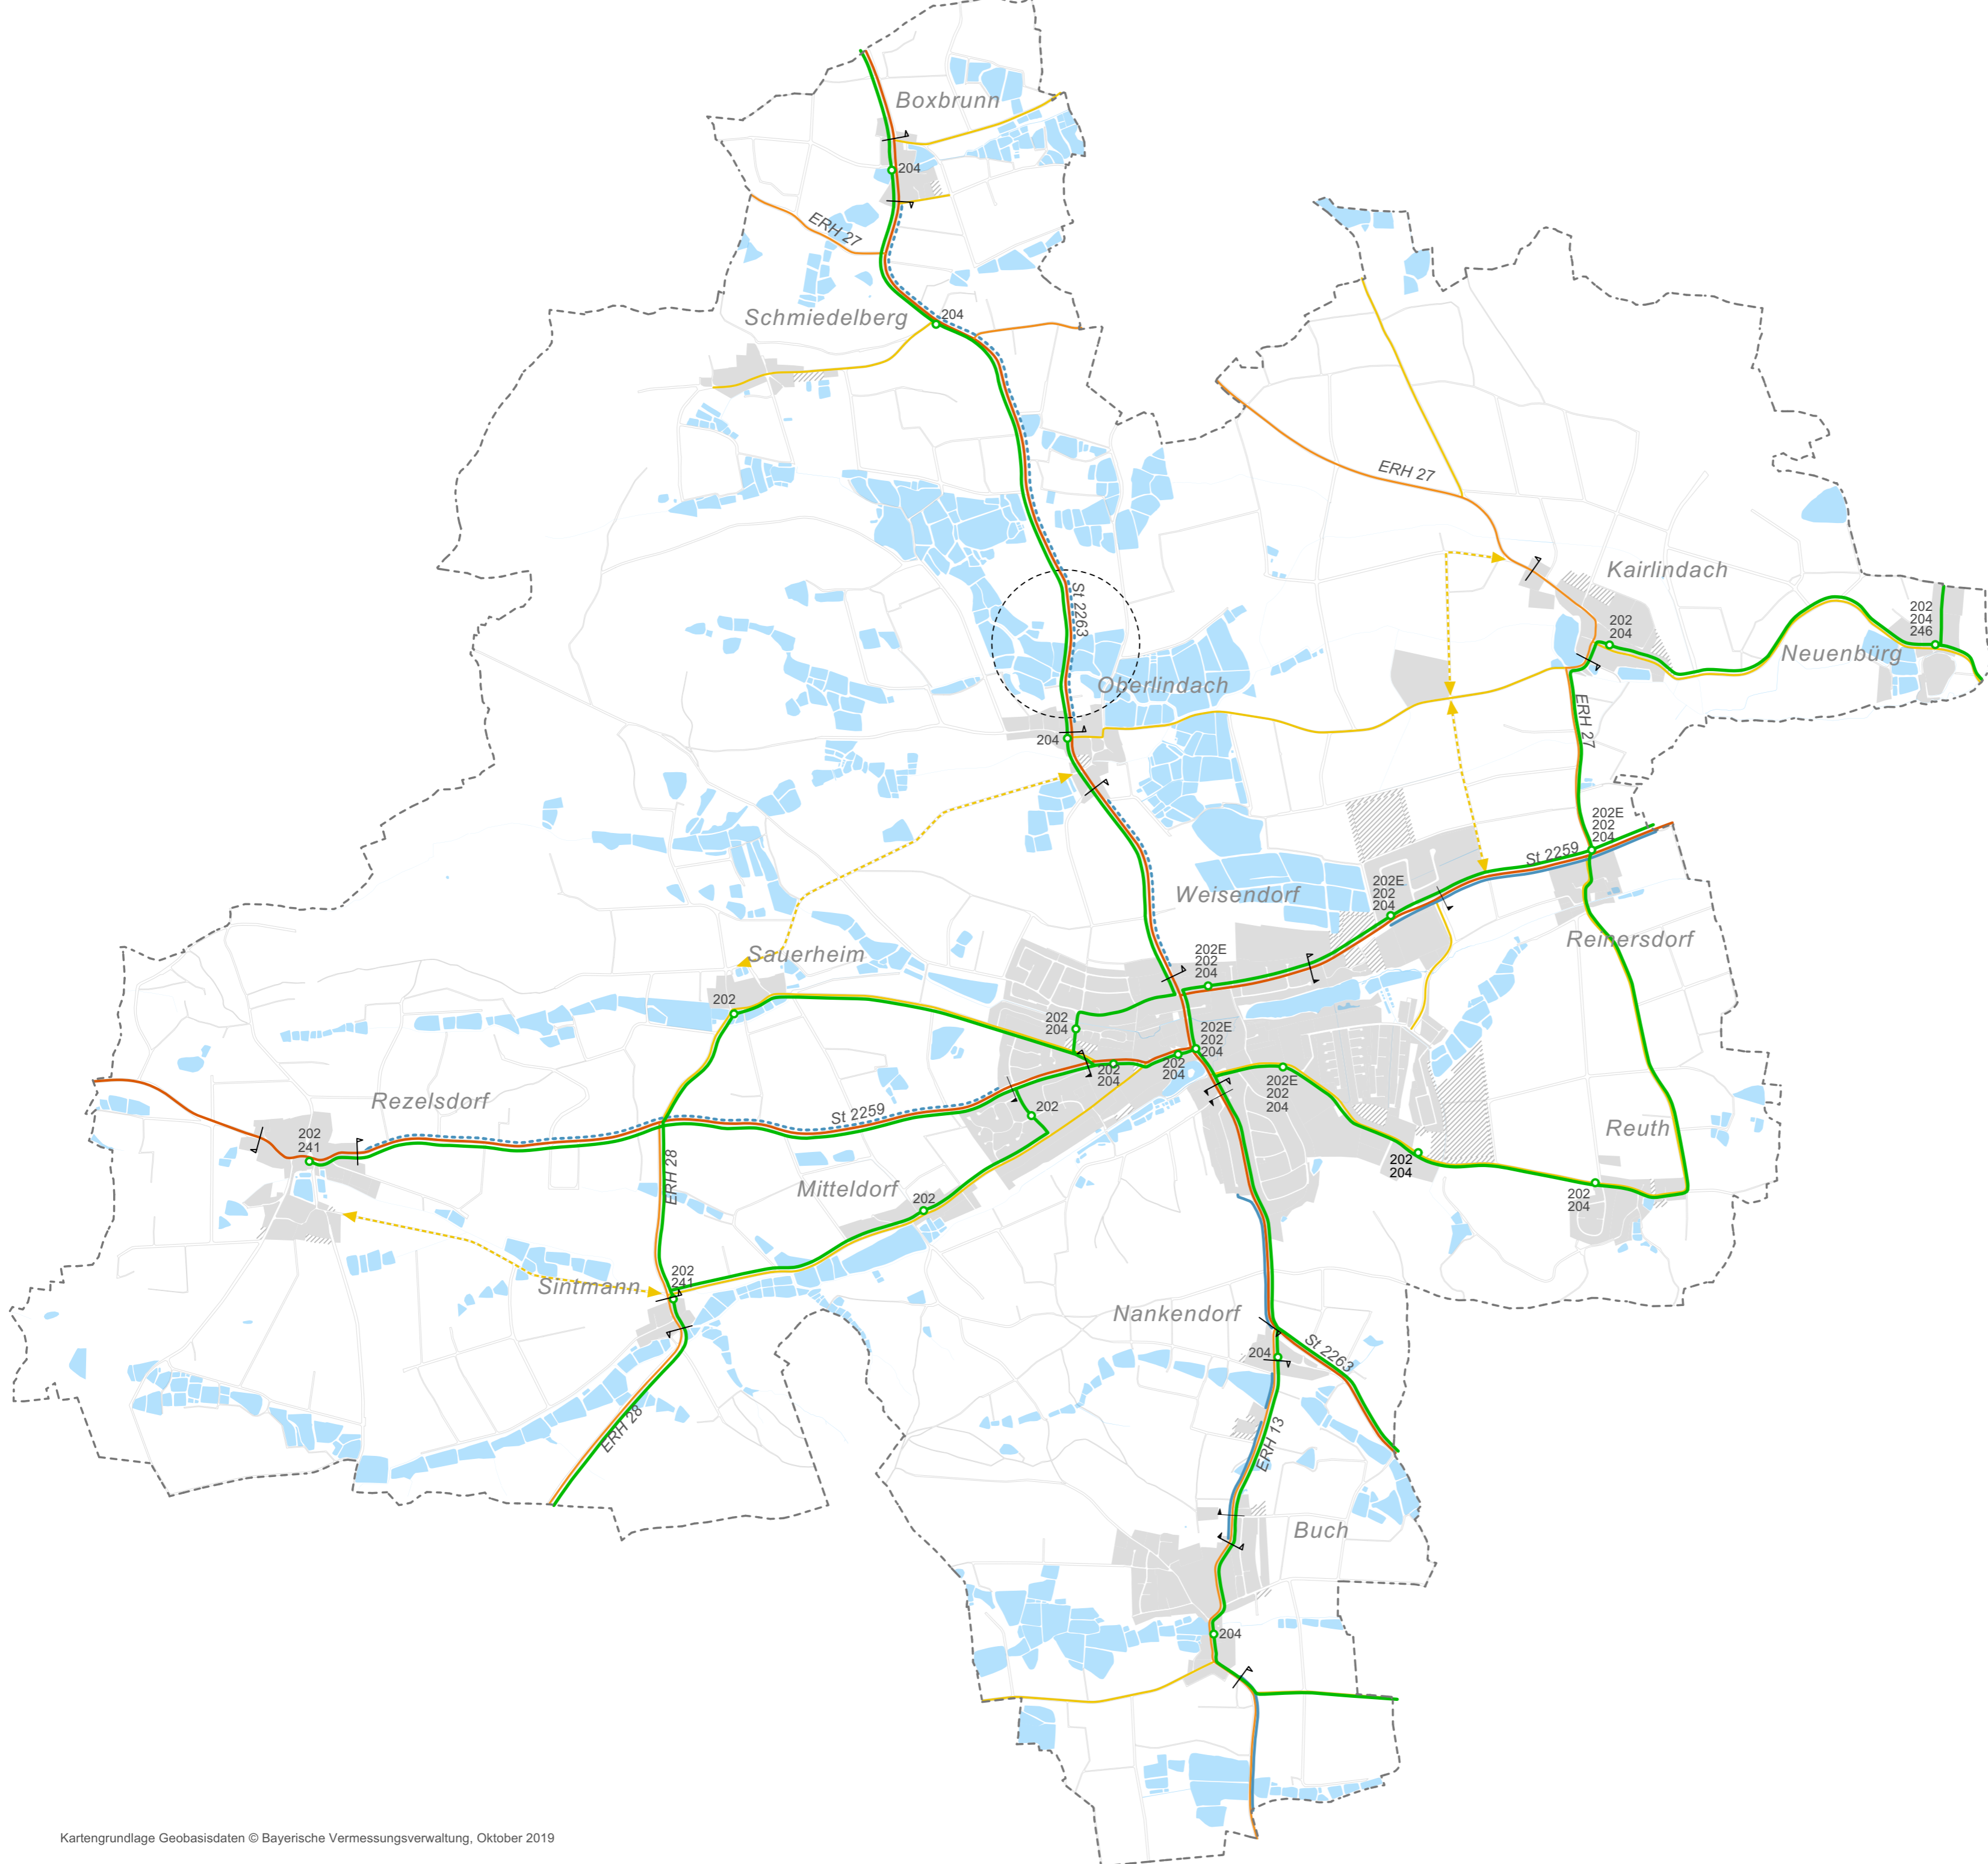 Boxbrunn
204
ERH 27
Schmiedelberg
204
ERH 27
St 2263
Kairlindach
202
204
202
204
246
Neuenbürg
Oberlindach
204
ERH 27
202E
202
204
St 2259
Weisendorf
202E
202
204
Reinersdorf
Sauerheim
202E
202
204
202
202
204
202E
202
204
202
204
202
204
202E
202
204
Rezelsdorf
St 2259
202
Reuth
202
241
ERH 28
202
204
Mitteldorf
202
202
204
202
241
Sintmann
Nankendorf
204
St 2263
ERH 28
ERH 13
Buch
204
Kartengrundlage Geobasisdaten © Bayerische Vermessungsverwaltung, Oktober 2019